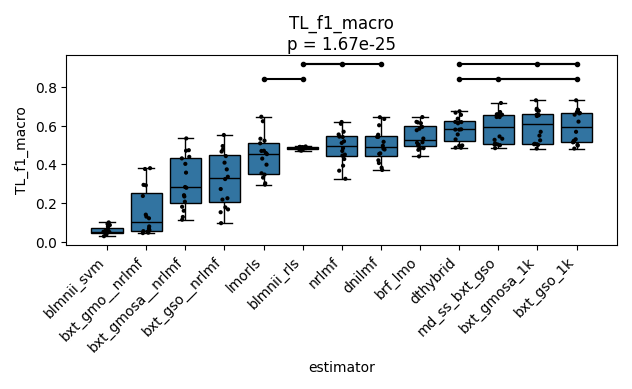 TL_f1_macro
p = 1.67e-25
TL_f1_macro
0.8
0.6
0.4
0.2
0.0
blmnii_svm
bxt_gmo__nrlmf
bxt_gmosa__nrlmf
bxt_gso__nrlmf
lmorls
blmnii_rls
nrlmf
dnilmf
brf_lmo
dthybrid
md_ss_bxt_gso
bxt_gmosa_1k
bxt_gso_1k
estimator